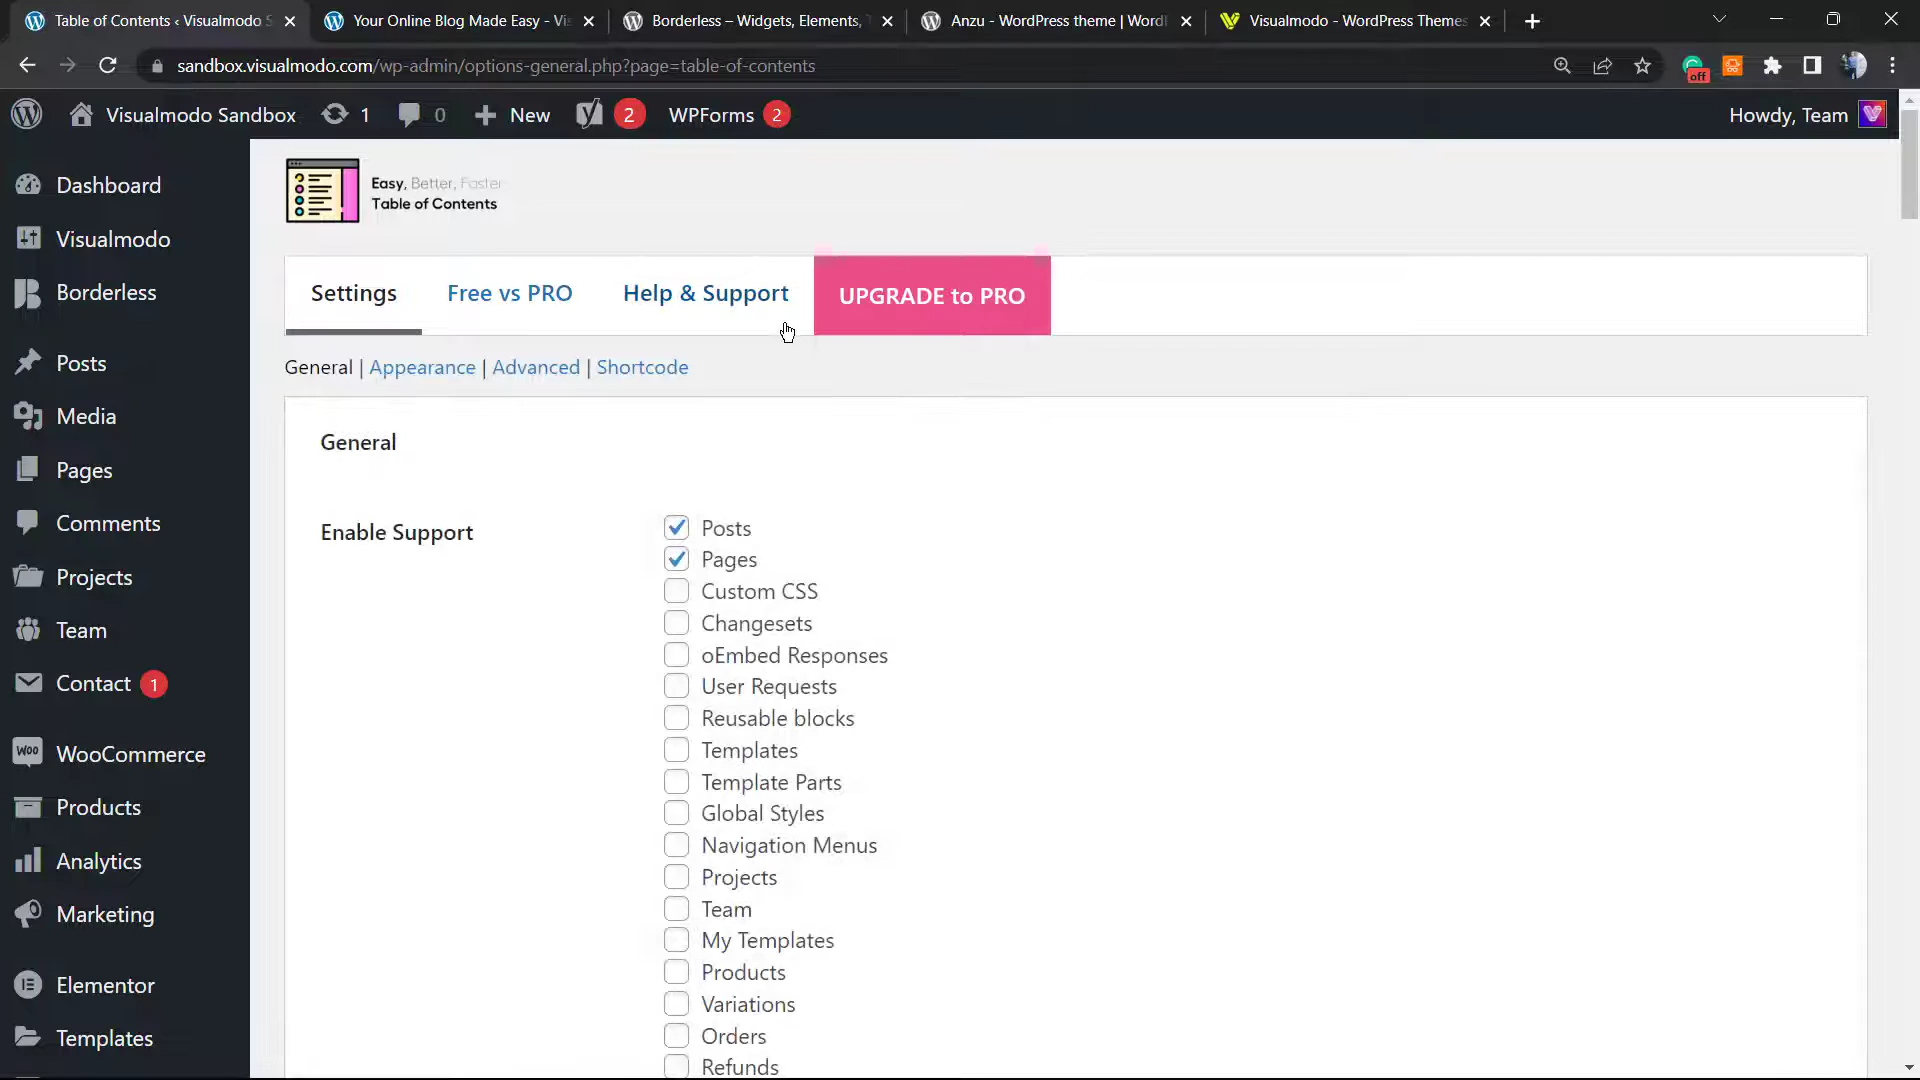 Table of Contents ‹ Visualmodo S
Your Online Blog Made Easy - Vi
Borderless – Widgets, Elements, T
Anzu - WordPress theme | WordP
Visualmodo - WordPress Themes
sandbox.visualmodo.com/wp-admin/options-general.php?page=table-of-contents
off
Visualmodo Sandbox
1
0
New
2
WPForms 2
Howdy, Team
Dashboard
Visualmodo
Borderless
Posts
Media
Pages
Comments
Projects
Team
Contact 1
Woo WooCommerce
Products
Analytics
Marketing
Elementor
Templates
Easy, Better, Faster
Table of Contents
Settings
Free vs PRO
Help & Support
UPGRADE to PRO
General | Appearance | Advanced | Shortcode
General
Enable Support
Posts
Pages
Custom CSS
Changesets
oEmbed Responses
User Requests
Reusable blocks
Templates
Template Parts
Global Styles
Navigation Menus
Projects
Team
My Templates
Products
Variations
Orders
Refunds